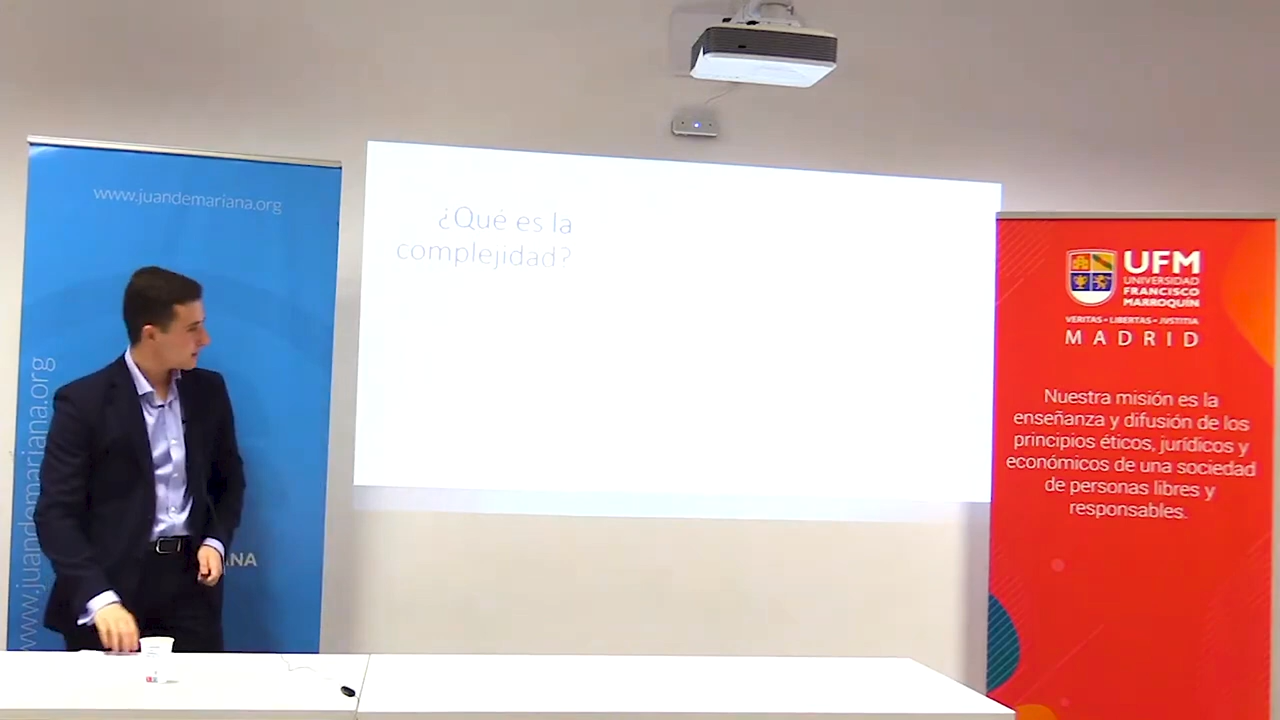 www.juandemariana.org
www.juandemariana.org
NA
¿Qué es la
complejidad?
UFM
UNIVERSIDAD
FRANCISCO
MARROQUÍN
VERITAS • LIBERTAS • JVSTITIA
MADRID
Nuestra misión es la
enseñanza y difusión de los
principios éticos, jurídicos y
económicos de una sociedad
de personas libres y
responsables.